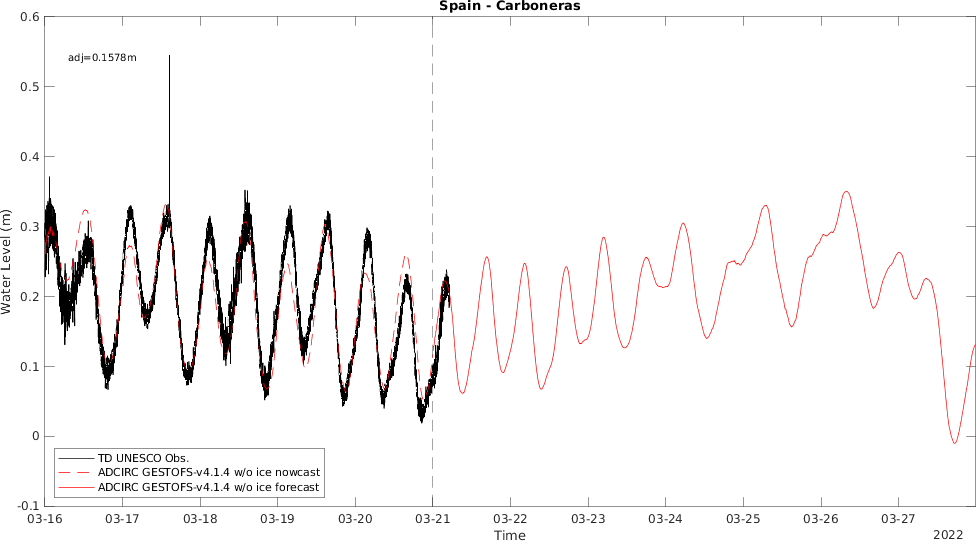 Spain - Carboneras
adj=0.1578m
Water Level (m)
0.6
0.5
0.4
0.3
0.2
0.1
0
-0.1
TD UNESCO Obs.
ADCIRC GESTOFS-v4.1.4 w/o ice nowcast
ADCIRC GESTOFS-v4.1.4 w/o ice forecast
03-16 03-17 03-18 03-19 03-20 03-21 03-22 03-23 03-24 03-25 03-26 03-27
Time
2022